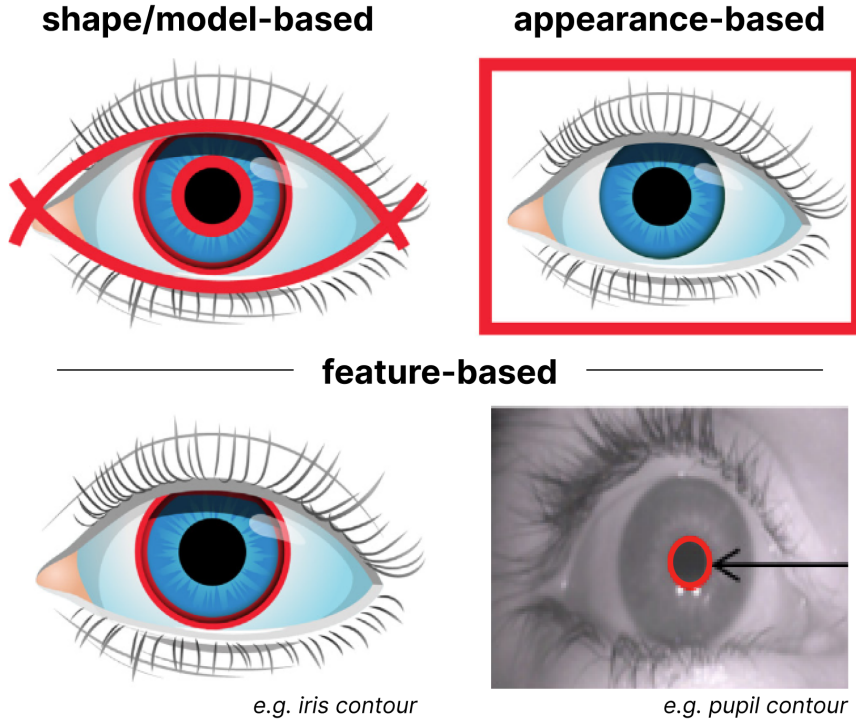 shape/model-based
appearance-based
feature-based
e.g. iris contour
e.g. pupil contour